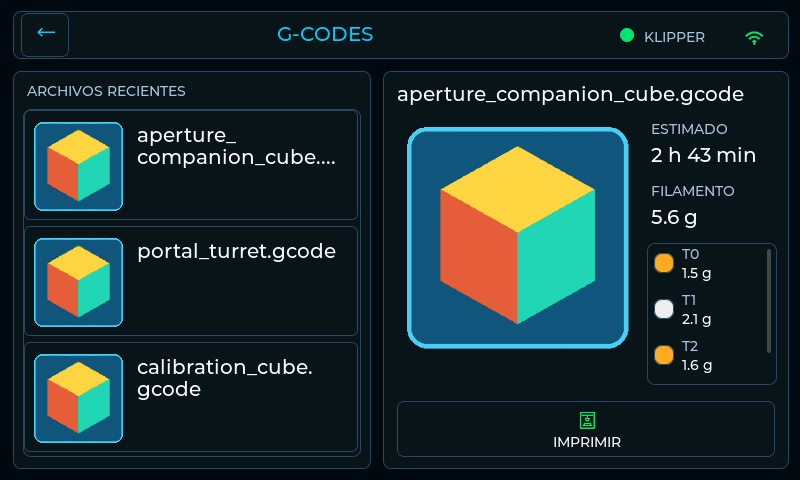 G-CODES
KLIPPER
ARCHIVOS RECIENTES
aperture_
companion_cube....
portal_turret.gcode
calibration_cube.
gcode
aperture_companion_cube.gcode
ESTIMADO
2 h 43 min
FILAMENTO
5.6 g
T0
1.5 g
T1
2.1 g
T2
1.6 g
IMPRIMIR